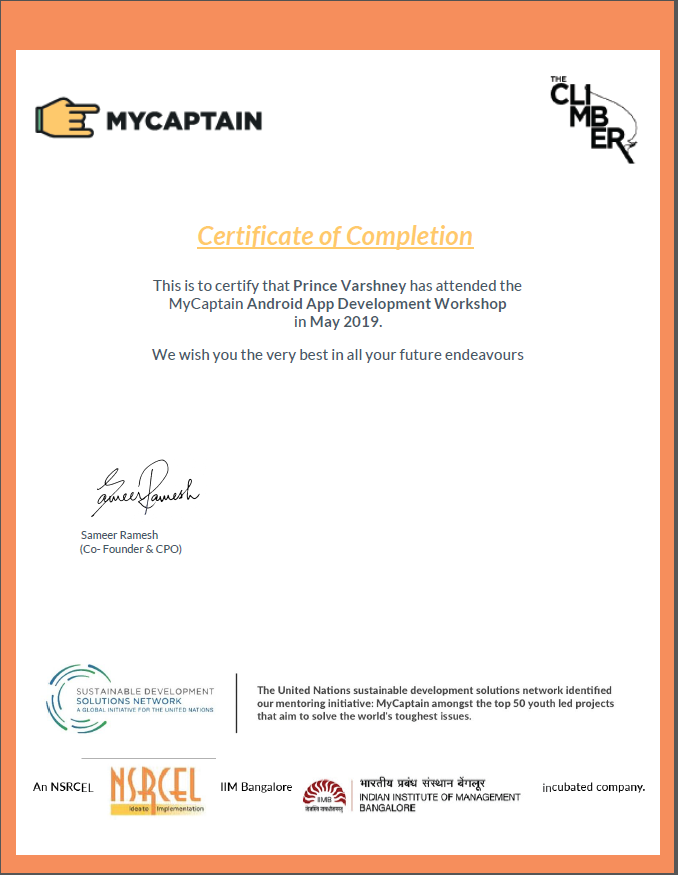 MYCAPTAIN
THE
CLI
MB
ER
Certificate of Completion
This is to certify that Prince Varshney has attended the
MyCaptain Android App Development Workshop
in May 2019.
We wish you the very best in all your future endeavours
Sameer Ramesh
Sameer Ramesh
(Co- Founder & CPO)
SUSTAINABLE DEVELOPMENT
SOLUTIONS NETWORK
A GLOBAL INITIATIVE FOR THE UNITED NATIONS
The United Nations sustainable development solutions network identified
our mentoring initiative: MyCaptain amongst the top 50 youth led projects
that aim to solve the world's toughest issues.
An NSRCEL
NSRCEL
Ideate Implementation
IIM Bangalore
IIMB
भारतीय प्रबंध संस्थान बेंगलूर
INDIAN INSTITUTE OF MANAGEMENT
BANGALORE
incubated company.